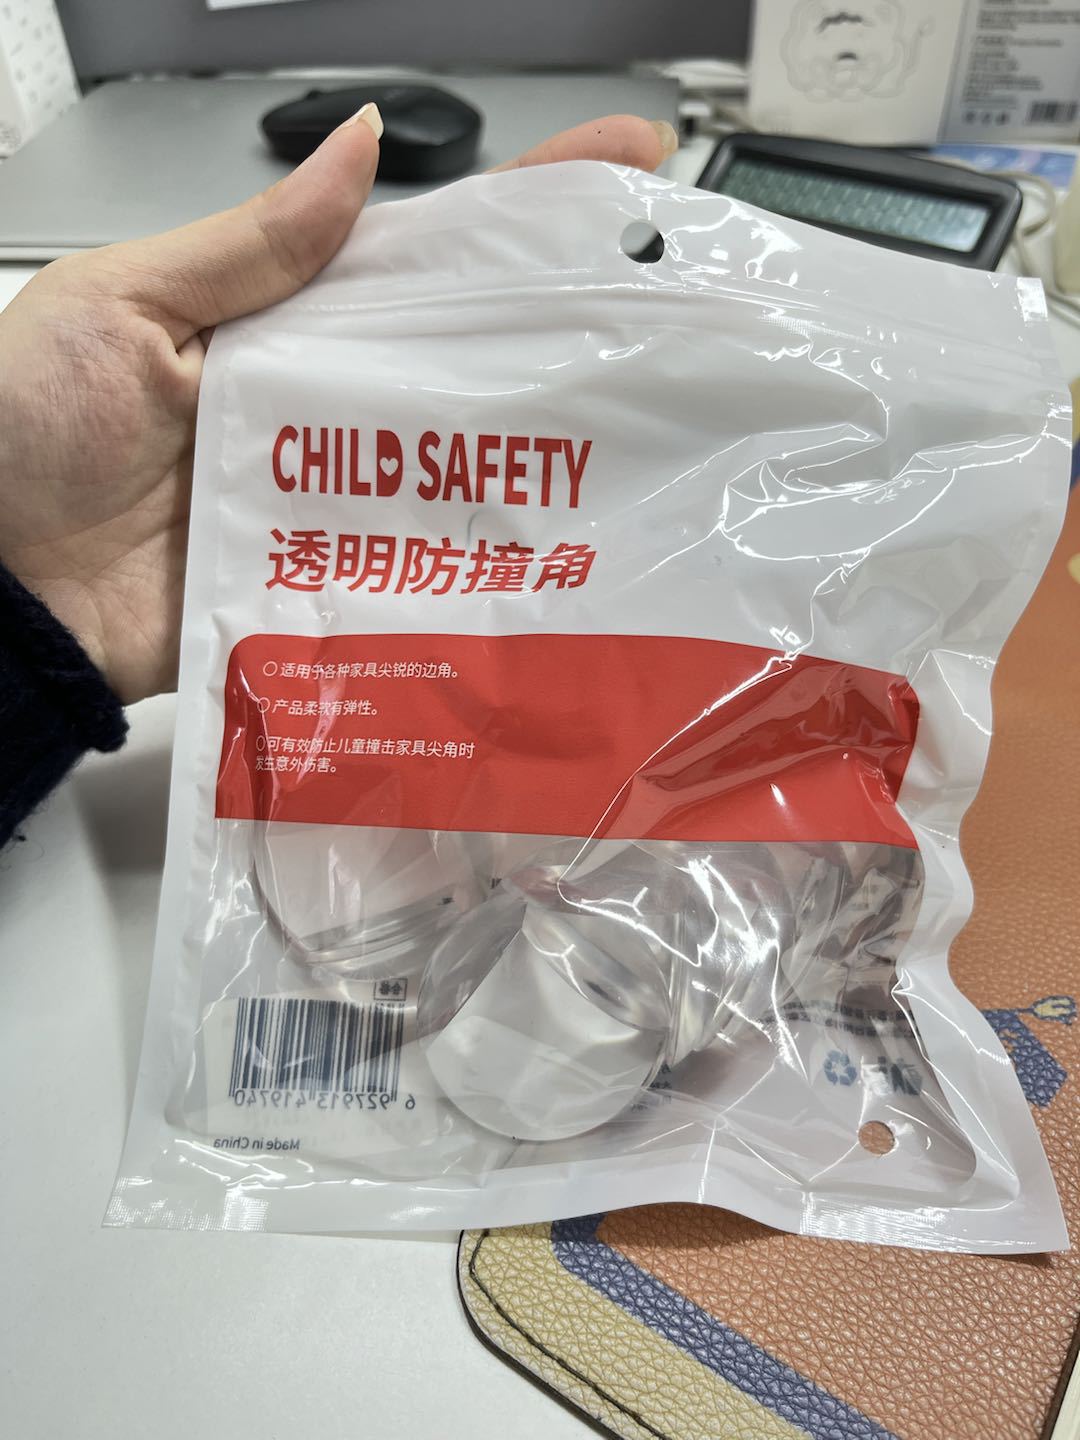 CHILD SAFETY
透明防撞角
○ 适用于各种家具尖锐的边角。
○ 产品柔软有弹性。
○ 可有效防止儿童撞击家具尖角时
发生意外伤害。
合格
6 927913 419740
Made in China